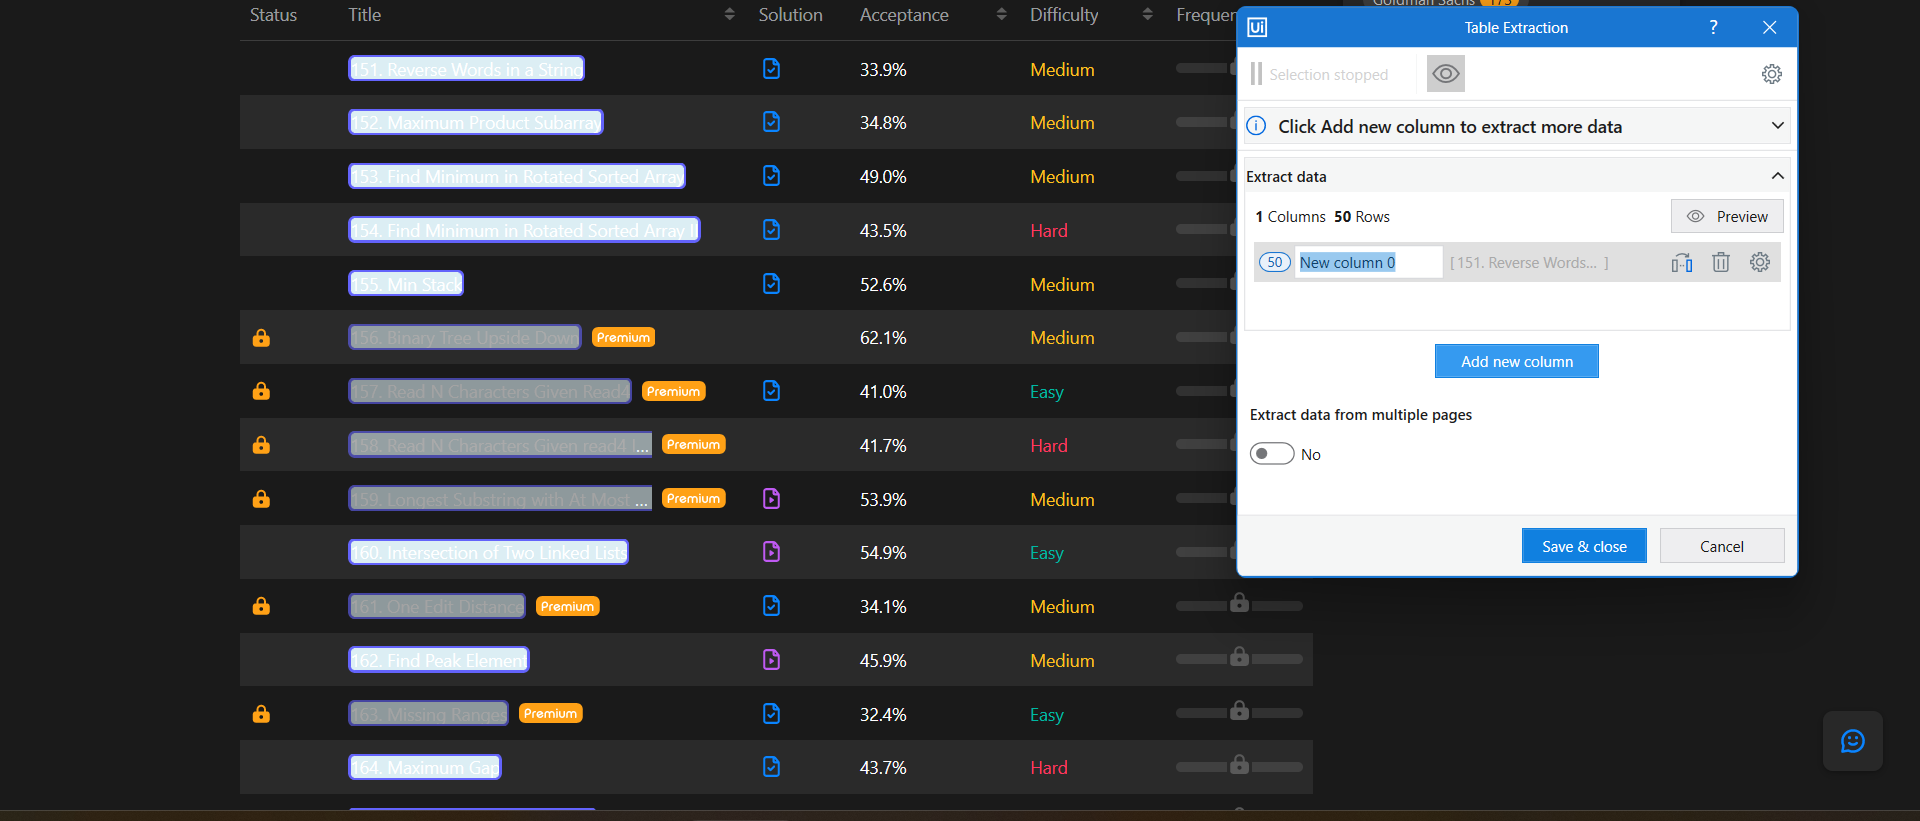 Goldman Sachs 173
Status Title Solution Acceptance Difficulty Frequen
151. Reverse Words in a String 33.9% Medium
152. Maximum Product Subarray 34.8% Medium
153. Find Minimum in Rotated Sorted Array 49.0% Medium
154. Find Minimum in Rotated Sorted Array II 43.5% Hard
155. Min Stack 52.6% Medium
156. Binary Tree Upside Down Premium 62.1% Medium
157. Read N Characters Given Read4 Premium 41.0% Easy
158. Read N Characters Given read4 I... Premium 41.7% Hard
159. Longest Substring with At Most ... Premium 53.9% Medium
160. Intersection of Two Linked Lists 54.9% Easy
161. One Edit Distance Premium 34.1% Medium
162. Find Peak Element 45.9% Medium
163. Missing Ranges Premium 32.4% Easy
164. Maximum Gap 43.7% Hard
Ui Table Extraction ?
Selection stopped
Click Add new column to extract more data
Extract data
1 Columns 50 Rows Preview
50 New column 0 [ 151. Reverse Words... ]
Add new column
Extract data from multiple pages
No
Save & close Cancel